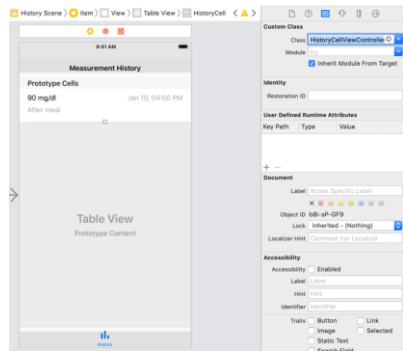 History Scene
Item
View
Table View
HistoryCell
9:41 AM
Measurement History
Prototype Cells
90 mg/dl
Jan 10, 04:50 PM
After meal
Table View
Prototype Content
History
Custom Class
Class HistoryCellViewController
Module
Inherit Module From Target
Identity
Restoration ID
User Defined Runtime Attributes
Key Path Type Value
+ −
Document
Label Xcode Specific Label
Object ID b8I-sP-GF9
Lock Inherited - (Nothing)
Localizer Hint Comment For Localizer
Accessibility
Accessibility Enabled
Label Label
Hint Hint
Identifier Identifier
Traits Button Link
Image Selected
Static Text
Search Field